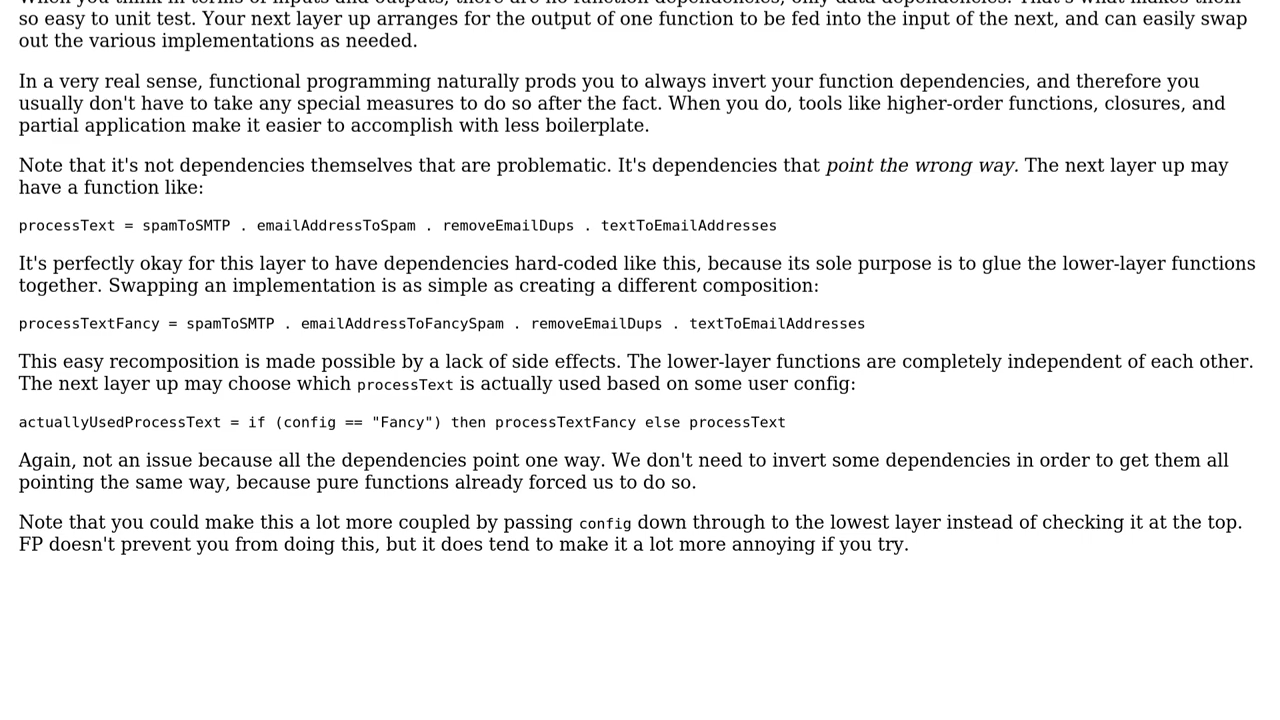 so easy to unit test. Your next layer up arranges for the output of one function to be fed into the input of the next, and can easily swap
out the various implementations as needed.
In a very real sense, functional programming naturally prods you to always invert your function dependencies, and therefore you
usually don't have to take any special measures to do so after the fact. When you do, tools like higher-order functions, closures, and
partial application make it easier to accomplish with less boilerplate.
Note that it's not dependencies themselves that are problematic. It's dependencies that point the wrong way. The next layer up may
have a function like:
processText = spamToSMTP . emailAddressToSpam . removeEmailDups . textToEmailAddresses
It's perfectly okay for this layer to have dependencies hard-coded like this, because its sole purpose is to glue the lower-layer functions
together. Swapping an implementation is as simple as creating a different composition:
processTextFancy = spamToSMTP . emailAddressToFancySpam . removeEmailDups . textToEmailAddresses
This easy recomposition is made possible by a lack of side effects. The lower-layer functions are completely independent of each other.
The next layer up may choose which processText is actually used based on some user config:
actuallyUsedProcessText = if (config == "Fancy") then processTextFancy else processText
Again, not an issue because all the dependencies point one way. We don't need to invert some dependencies in order to get them all
pointing the same way, because pure functions already forced us to do so.
Note that you could make this a lot more coupled by passing config down through to the lowest layer instead of checking it at the top.
FP doesn't prevent you from doing this, but it does tend to make it a lot more annoying if you try.